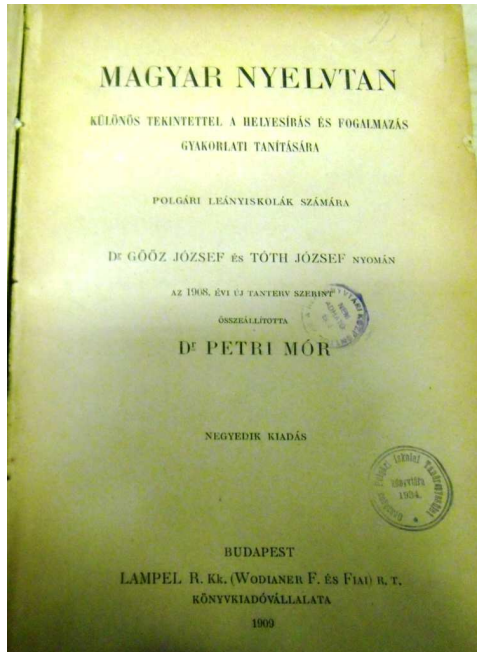 MAGYAR NYELVTAN
KÜLÖNÖS TEKINTETTEL A HELYESÍRÁS ÉS FOGALMAZÁS
GYAKORLATI TANÍTÁSÁRA
POLGÁRI LEÁNYISKOLÁK SZÁMÁRA
Dr GŐŐZ JÓZSEF ÉS TÓTH JÓZSEF NYOMÁN
AZ 1908. ÉVI ÚJ TANTERV SZERINT
ÖSSZEÁLLÍTOTTA
Dr PETRI MÓR
NEGYEDIK KIADÁS
Polgári Iskolai
1934.
BUDAPEST
LAMPEL R. Kk. (WODIANER F. ÉS FIAI) R. T.
KÖNYVKIADÓVÁLLALATA
1909